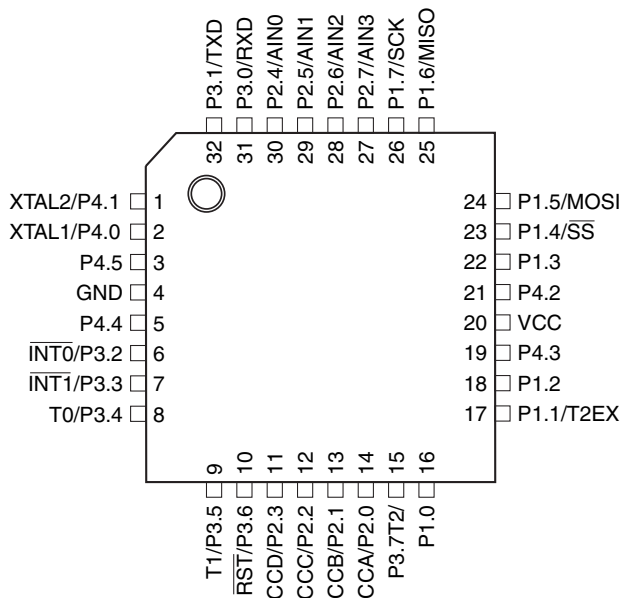 P3.1/TXD
P3.0/RXD
P2.4/AIN0
P2.5/AIN1
P2.6/AIN2
P2.7/AIN3
P1.7/SCK
P1.6/MISO
32
31
30
29
28
27
26
25
XTAL2/P4.1 1
XTAL1/P4.0 2
P4.5 3
GND 4
P4.4 5
I̅N̅T̅0̅/P3.2 6
I̅N̅T̅1̅/P3.3 7
T0/P3.4 8
24 P1.5/MOSI
23 P1.4/S̅S̅
22 P1.3
21 P4.2
20 VCC
19 P4.3
18 P1.2
17 P1.1/T2EX
9
10
11
12
13
14
15
16
T1/P3.5
R̅S̅T̅/P3.6
CCD/P2.3
CCC/P2.2
CCB/P2.1
CCA/P2.0
P3.7T2/
P1.0